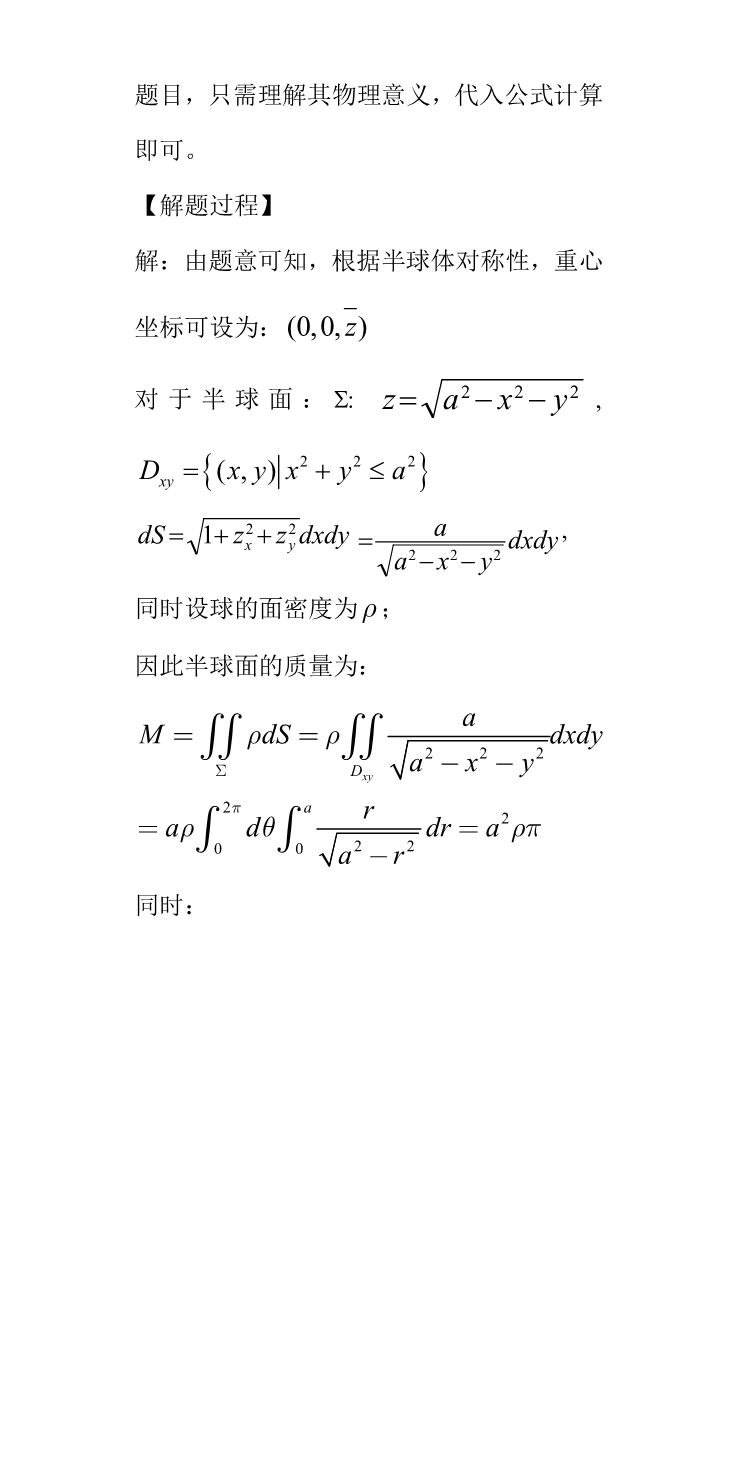 题目，只需理解其物理意义，代入公式计算
即可。
【解题过程】
解：由题意可知，根据半球体对称性，重心
坐标可设为：$(0,0,\overline{z})$
对于半球面：Σ: $z=\sqrt{a^2-x^2-y^2}$ ,
$D_{xy}=\left\{(x,y)\middle|x^2+y^2\leq a^2\right\}$
$dS=\sqrt{1+z_x^2+z_y^2}dxdy=\frac{a}{\sqrt{a^2-x^2-y^2}}dxdy$，
同时设球的面密度为$\rho$；
因此半球面的质量为：
$M=\iint\limits_{\Sigma}\rho dS=\rho\iint\limits_{D_{xy}}\frac{a}{\sqrt{a^2-x^2-y^2}}dxdy$
$=a\rho\int_0^{2\pi}d\theta\int_0^a\frac{r}{\sqrt{a^2-r^2}}dr=a^2\rho\pi$
同时：